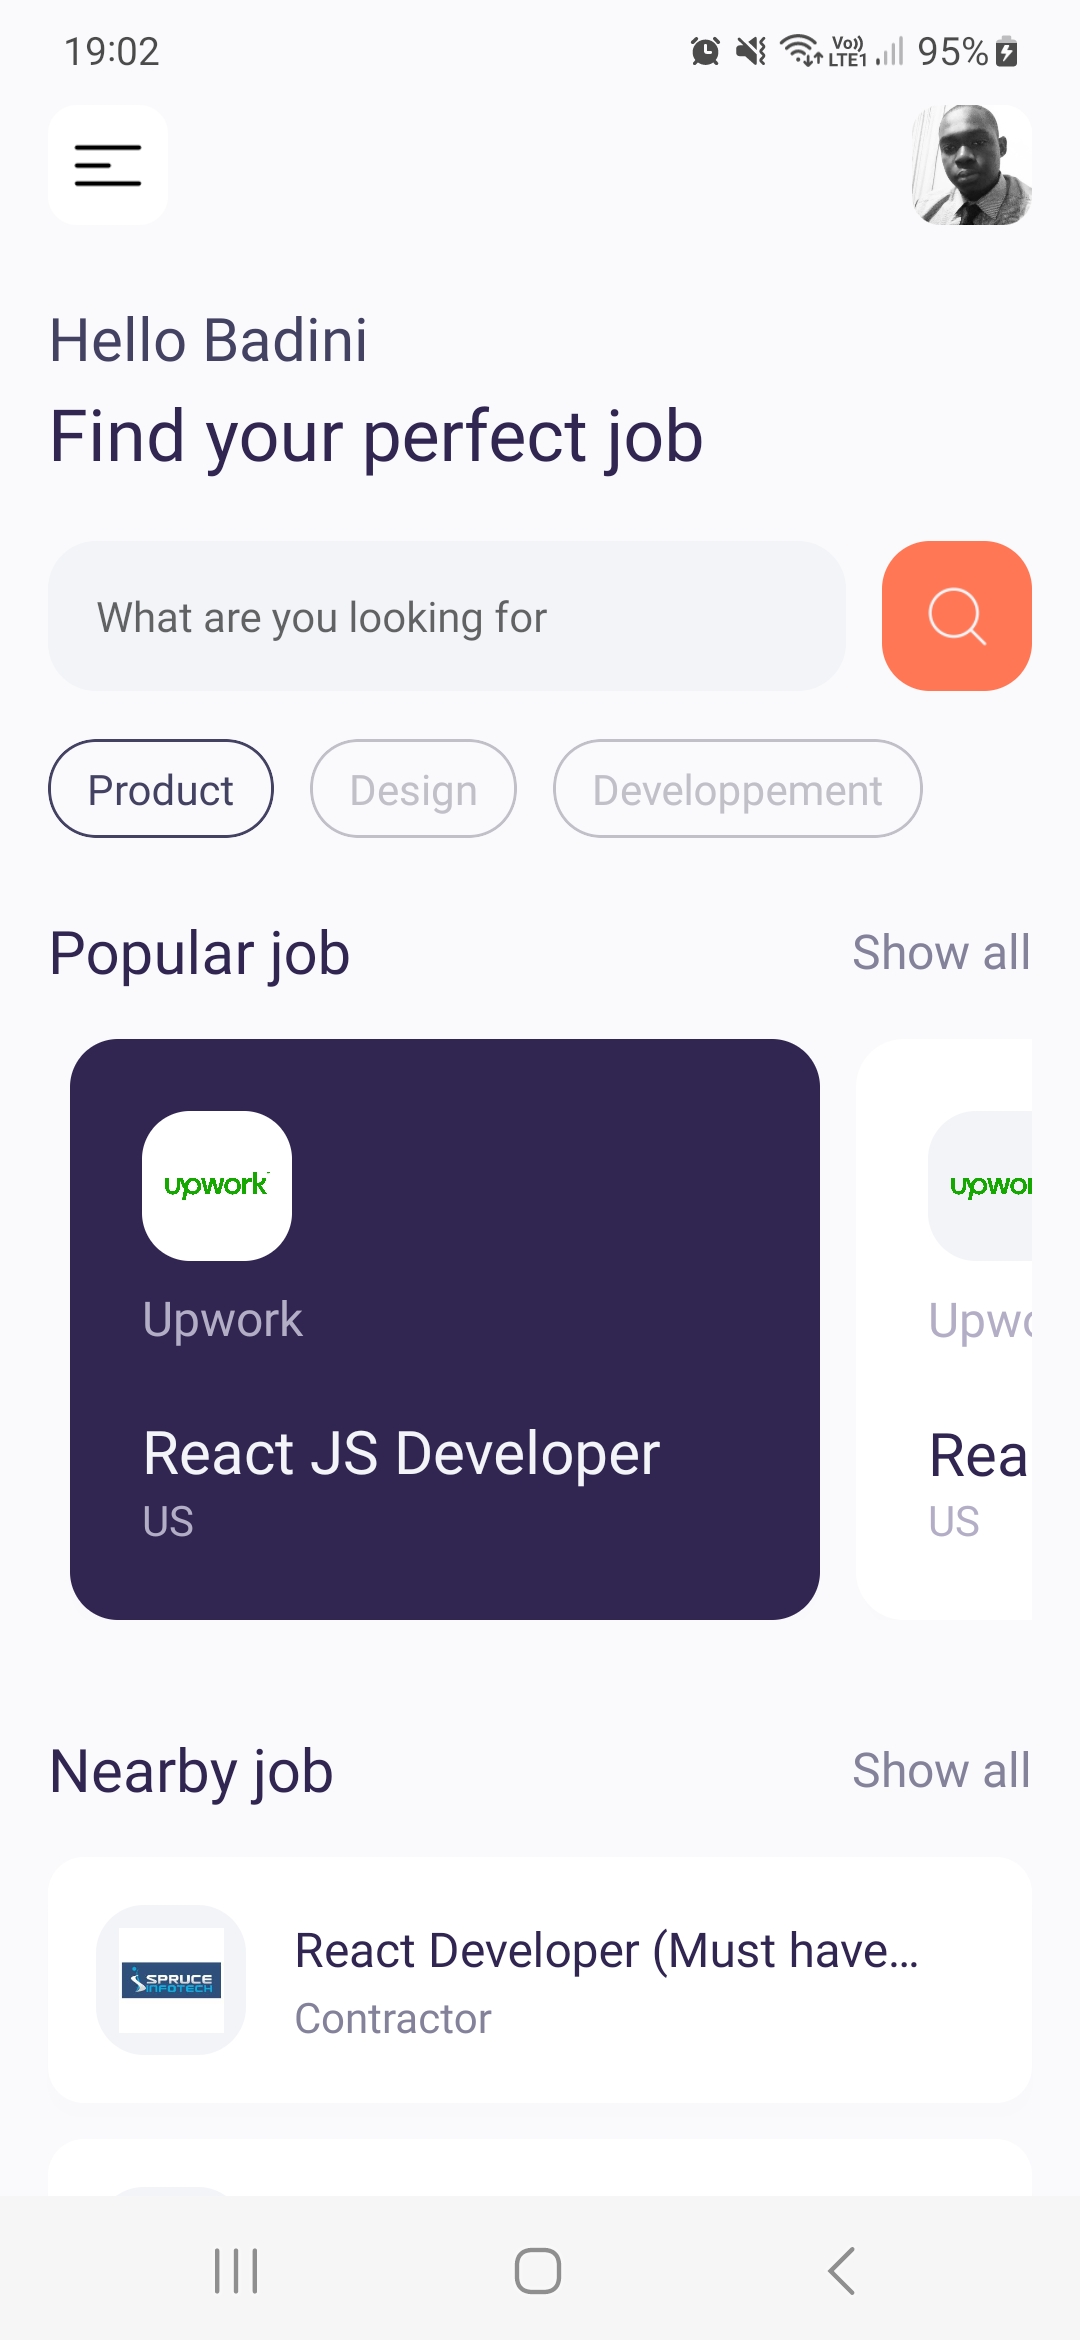 19:02
Vo)) LTE1 95%
Hello Badini
Find your perfect job
What are you looking for
Product Design Developpement
Popular job Show all
upwork upwor
Upwork Upwo
React JS Developer Rea
US US
Nearby job Show all
React Developer (Must have...
SPRUCE
INFOTECH
Contractor